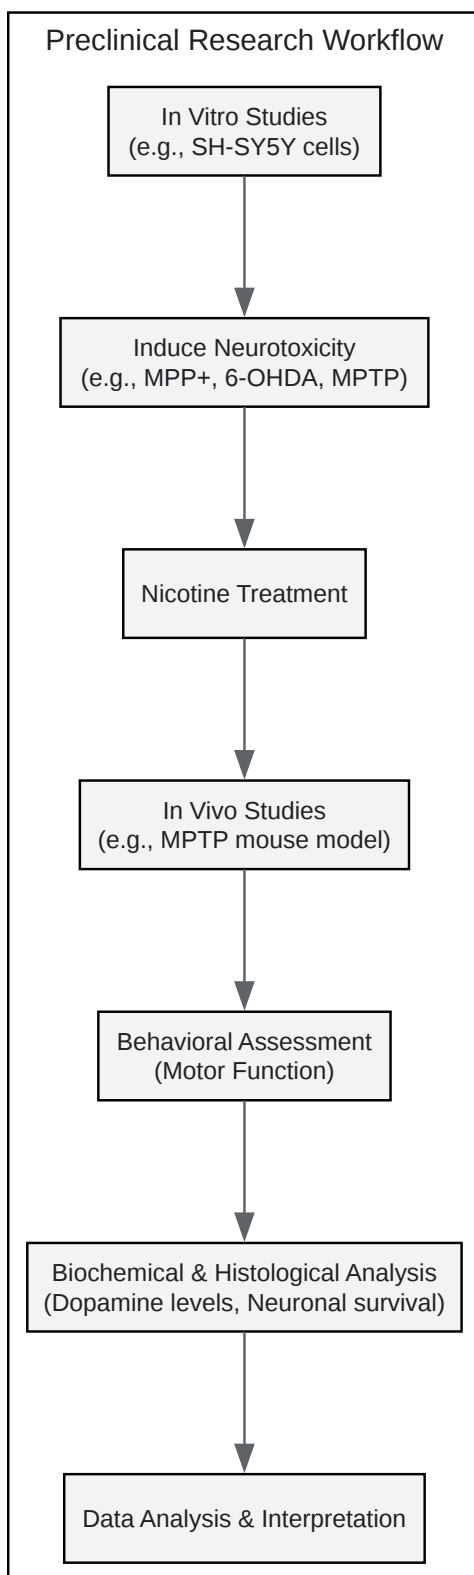 Preclinical Research Workflow
In Vitro Studies
(e.g., SH-SY5Y cells)
Induce Neurotoxicity
(e.g., MPP+, 6-OHDA, MPTP)
Nicotine Treatment
In Vivo Studies
(e.g., MPTP mouse model)
Behavioral Assessment
(Motor Function)
Biochemical & Histological Analysis
(Dopamine levels, Neuronal survival)
Data Analysis & Interpretation